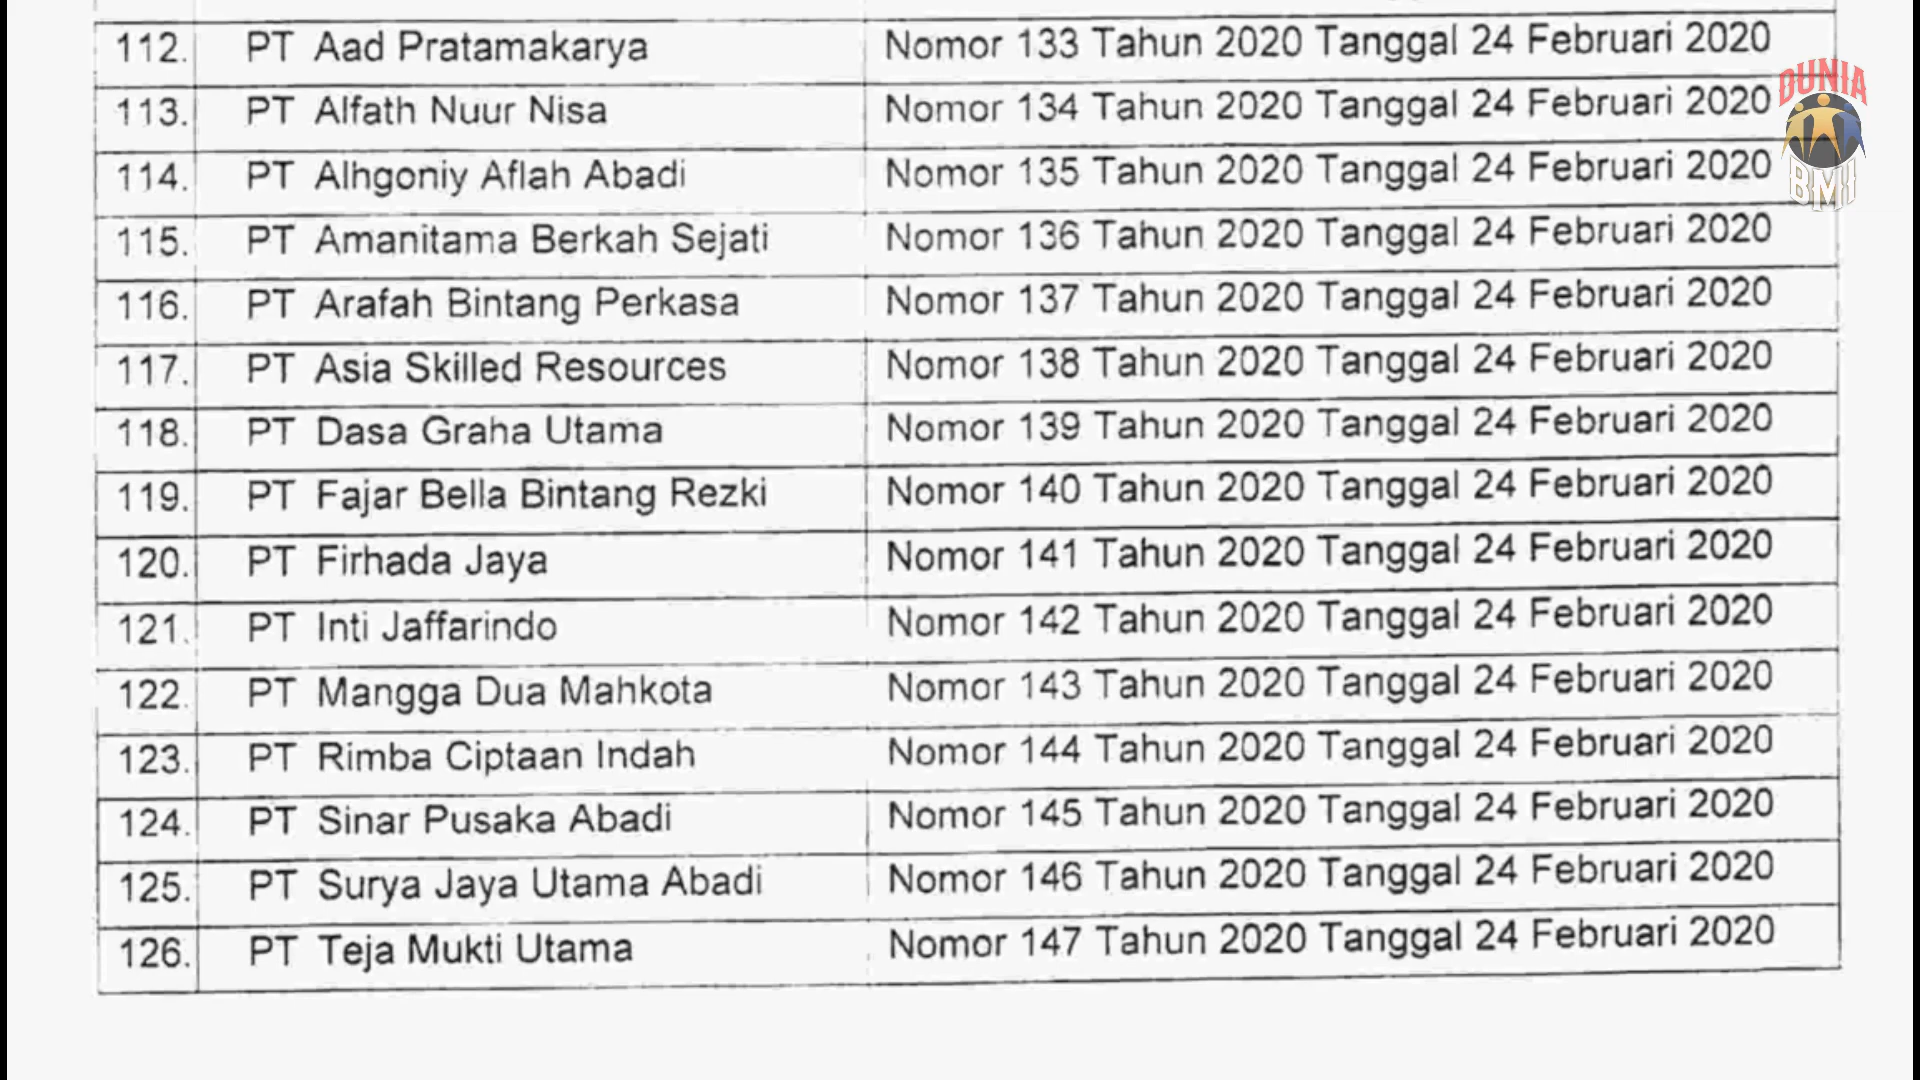 112. PT Aad Pratamakarya Nomor 133 Tahun 2020 Tanggal 24 Februari 2020
113. PT Alfath Nuur Nisa Nomor 134 Tahun 2020 Tanggal 24 Februari 2020
114. PT Alhgoniy Aflah Abadi Nomor 135 Tahun 2020 Tanggal 24 Februari 2020
115. PT Amanitama Berkah Sejati Nomor 136 Tahun 2020 Tanggal 24 Februari 2020
116. PT Arafah Bintang Perkasa Nomor 137 Tahun 2020 Tanggal 24 Februari 2020
117. PT Asia Skilled Resources Nomor 138 Tahun 2020 Tanggal 24 Februari 2020
118. PT Dasa Graha Utama Nomor 139 Tahun 2020 Tanggal 24 Februari 2020
119. PT Fajar Bella Bintang Rezki Nomor 140 Tahun 2020 Tanggal 24 Februari 2020
120. PT Firhada Jaya Nomor 141 Tahun 2020 Tanggal 24 Februari 2020
121. PT Inti Jaffarindo Nomor 142 Tahun 2020 Tanggal 24 Februari 2020
122. PT Mangga Dua Mahkota Nomor 143 Tahun 2020 Tanggal 24 Februari 2020
123. PT Rimba Ciptaan Indah Nomor 144 Tahun 2020 Tanggal 24 Februari 2020
124. PT Sinar Pusaka Abadi Nomor 145 Tahun 2020 Tanggal 24 Februari 2020
125. PT Surya Jaya Utama Abadi Nomor 146 Tahun 2020 Tanggal 24 Februari 2020
126. PT Teja Mukti Utama Nomor 147 Tahun 2020 Tanggal 24 Februari 2020
DUNIA
BMI